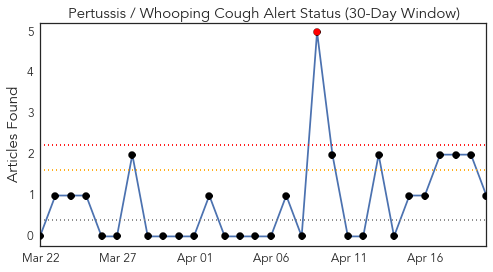 Pertussis / Whooping Cough Alert Status (30-Day Window)
Articles Found
5
4
3
2
1
0
Mar 22 Mar 27 Apr 01 Apr 06 Apr 11 Apr 16